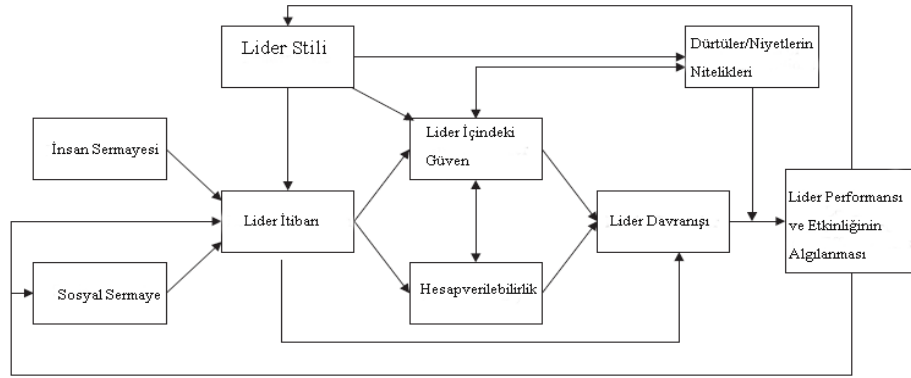 Lider Stili
Dürtüler/Niyetlerin
Nitelikleri
Lider İçindeki
Güven
İnsan Sermayesi
Lider İtibarı
Lider Davranışı
Lider Performansı
ve Etkinliğinin
Algılanması
Sosyal Sermaye
Hesapverilebilirlik